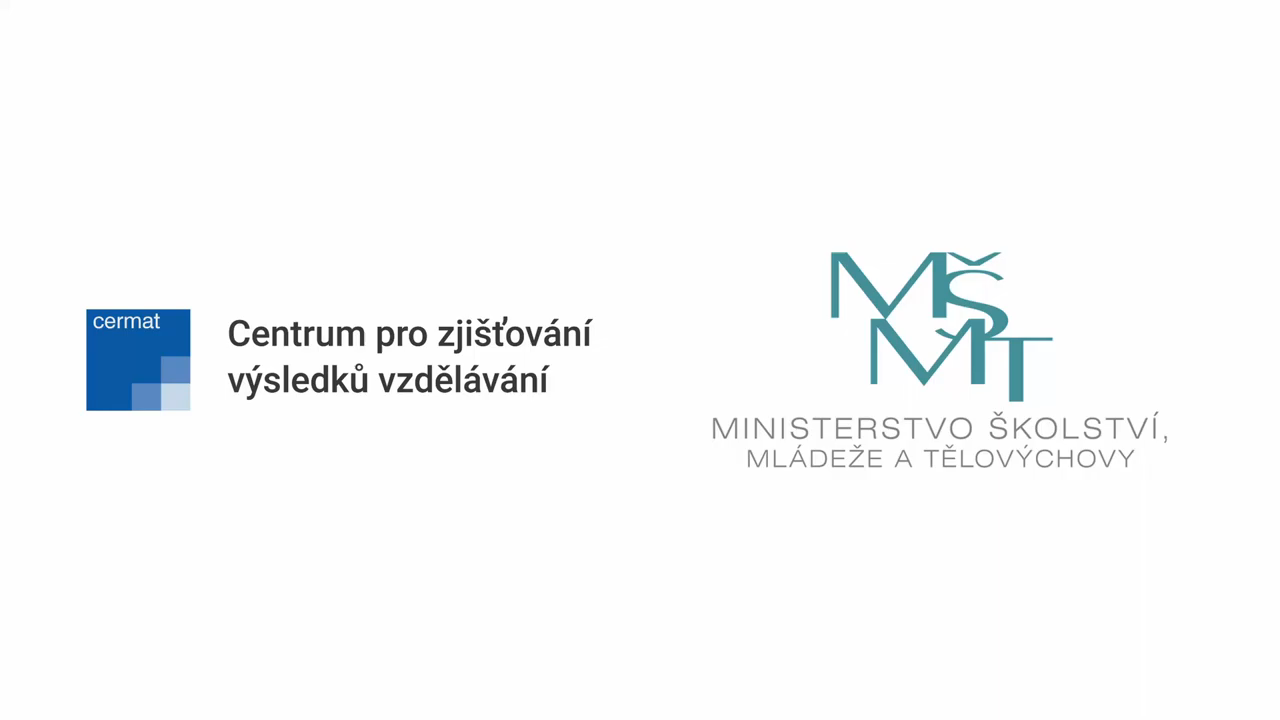 cermat
Centrum pro zjišťování
výsledků vzdělávání
MŠMT
MINISTERSTVO ŠKOLSTVÍ,
MLÁDEŽE A TĚLOVÝCHOVY